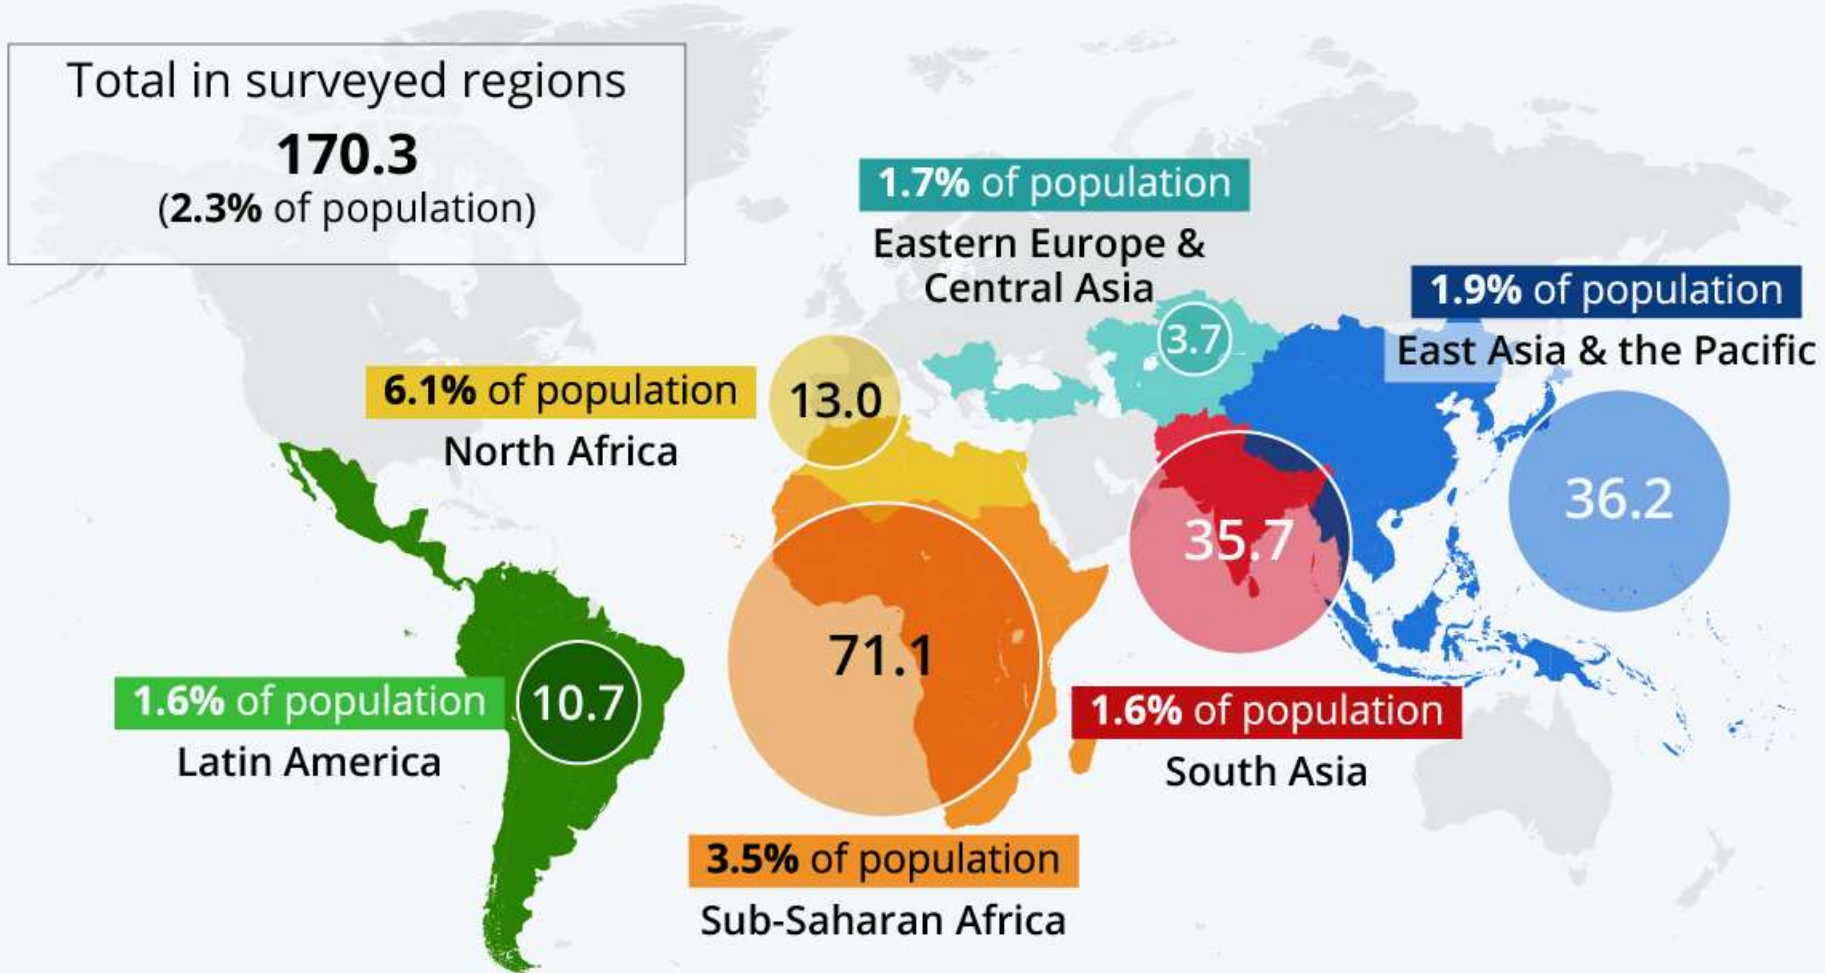 Total in surveyed regions
170.3
(2.3% of population)
1.7% of population
Eastern Europe &
Central Asia
3.7
1.9% of population
East Asia & the Pacific
36.2
6.1% of population
North Africa
13.0
35.7
1.6% of population
South Asia
71.1
3.5% of population
Sub-Saharan Africa
1.6% of population
Latin America
10.7